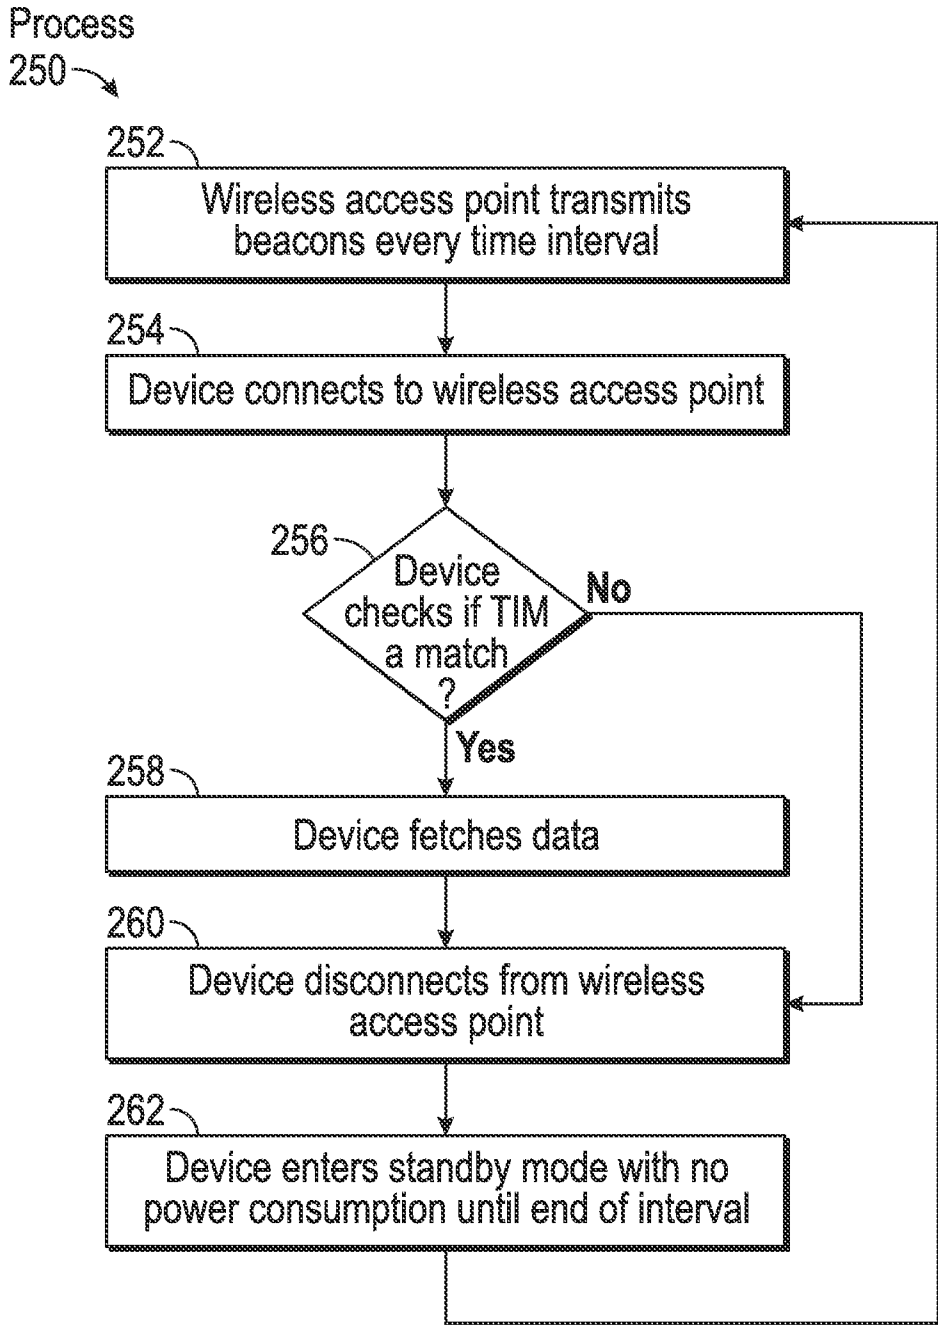 Process
250
252
Wireless access point transmits
beacons every time interval
254
Device connects to wireless access point
256
Device
checks if TIM
a match
?
No
Yes
258
Device fetches data
260
Device disconnects from wireless
access point
262
Device enters standby mode with no
power consumption until end of interval